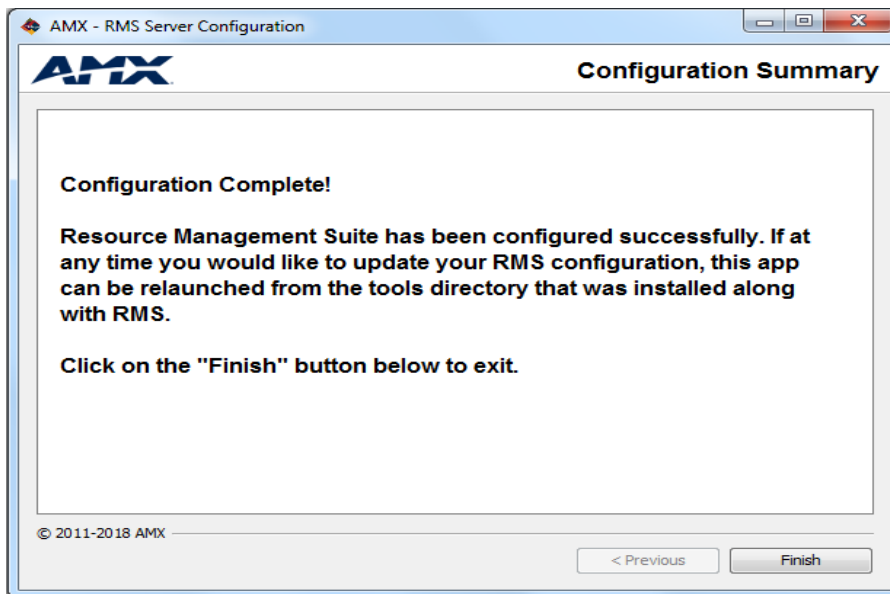 AMX - RMS Server Configuration
AMX
Configuration Summary
Configuration Complete!
Resource Management Suite has been configured successfully. If at
any time you would like to update your RMS configuration, this app
can be relaunched from the tools directory that was installed along
with RMS.
Click on the "Finish" button below to exit.
© 2011-2018 AMX
< Previous
Finish